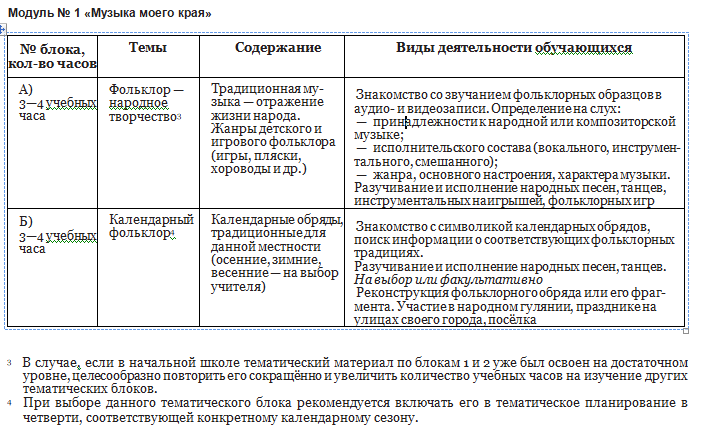 Модуль № 1 «Музыка моего края»
№ блока,
кол-во часов
Темы
Содержание
Виды деятельности обучающихся
А)
3—4 учебных
часа
Фольклор —
народное
творчество3
Традиционная му-
зыка — отражение
жизни народа.
Жанры детского и
игрового фольклора
(игры, пляски,
хороводы и др.)
Знакомство со звучанием фольклорных образцов в
аудио- и видеозаписи. Определение на слух:
— принадлежности к народной или композиторской
музыке;
— исполнительского состава (вокального, инструмен-
тального, смешанного);
— жанра, основного настроения, характера музыки.
Разучивание и исполнение народных песен, танцев,
инструментальных наигрышей, фольклорных игр
Б)
3—4 учебных
часа
Календарный
фольклор4
Календарные обряды,
традиционные для
данной местности
(осенние, зимние,
весенние — на выбор
учителя)
Знакомство с символикой календарных обрядов,
поиск информации о соответствующих фольклорных
традициях.
Разучивание и исполнение народных песен, танцев.
На выбор или факультативно
Реконструкция фольклорного обряда или его фраг-
мента. Участие в народном гулянии, празднике на
улицах своего города, посёлка
3 В случае, если в начальной школе тематический материал по блокам 1 и 2 уже был освоен на достаточном
уровне, целесообразно повторить его сокращённо и увеличить количество учебных часов на изучение других
тематических блоков.
4 При выборе данного тематического блока рекомендуется включать его в тематическое планирование в
четверти, соответствующей конкретному календарному сезону.